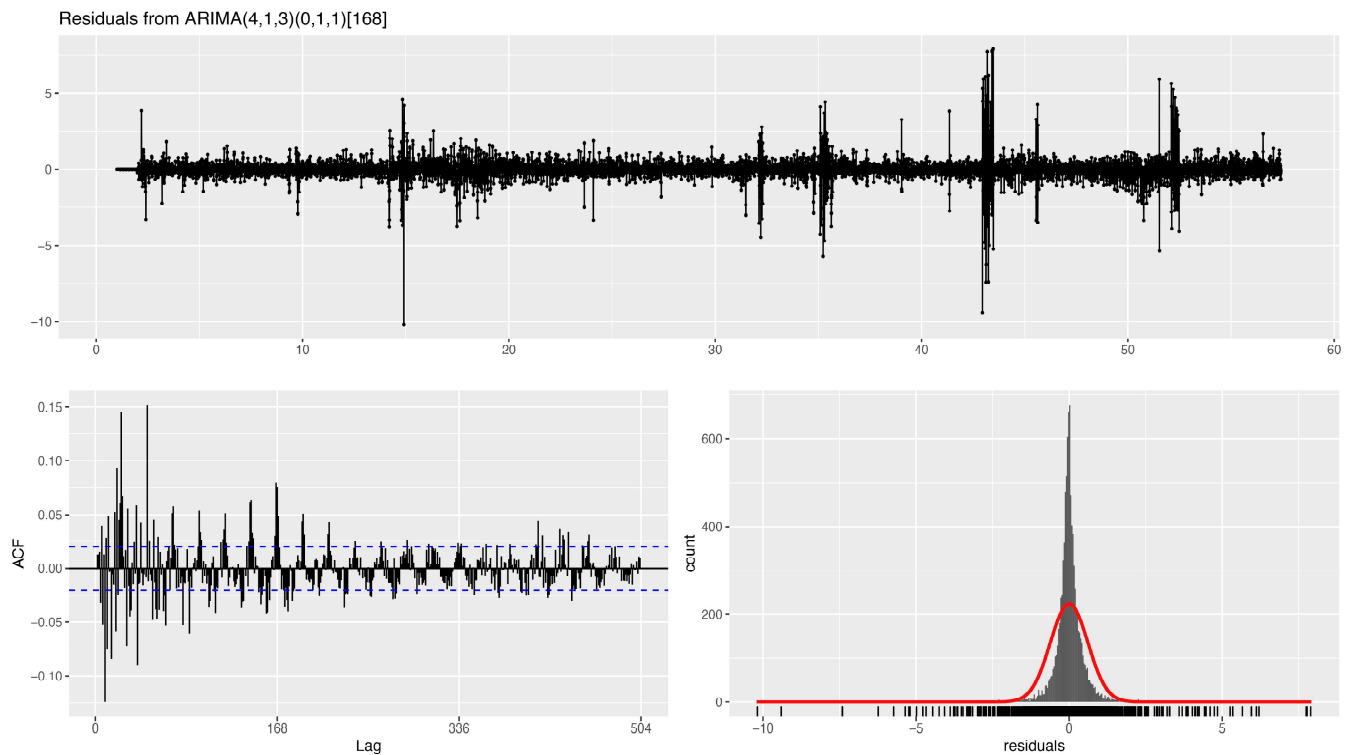 Residuals from ARIMA(4,1,3)(0,1,1)[168]
5
0
−5
−10
0 10 20 30 40 50 60
0.15
0.10
0.05
0.00
−0.05
−0.10
ACF
0 168 336 504
Lag
600
400
200
0
count
−10 −5 0 5
residuals